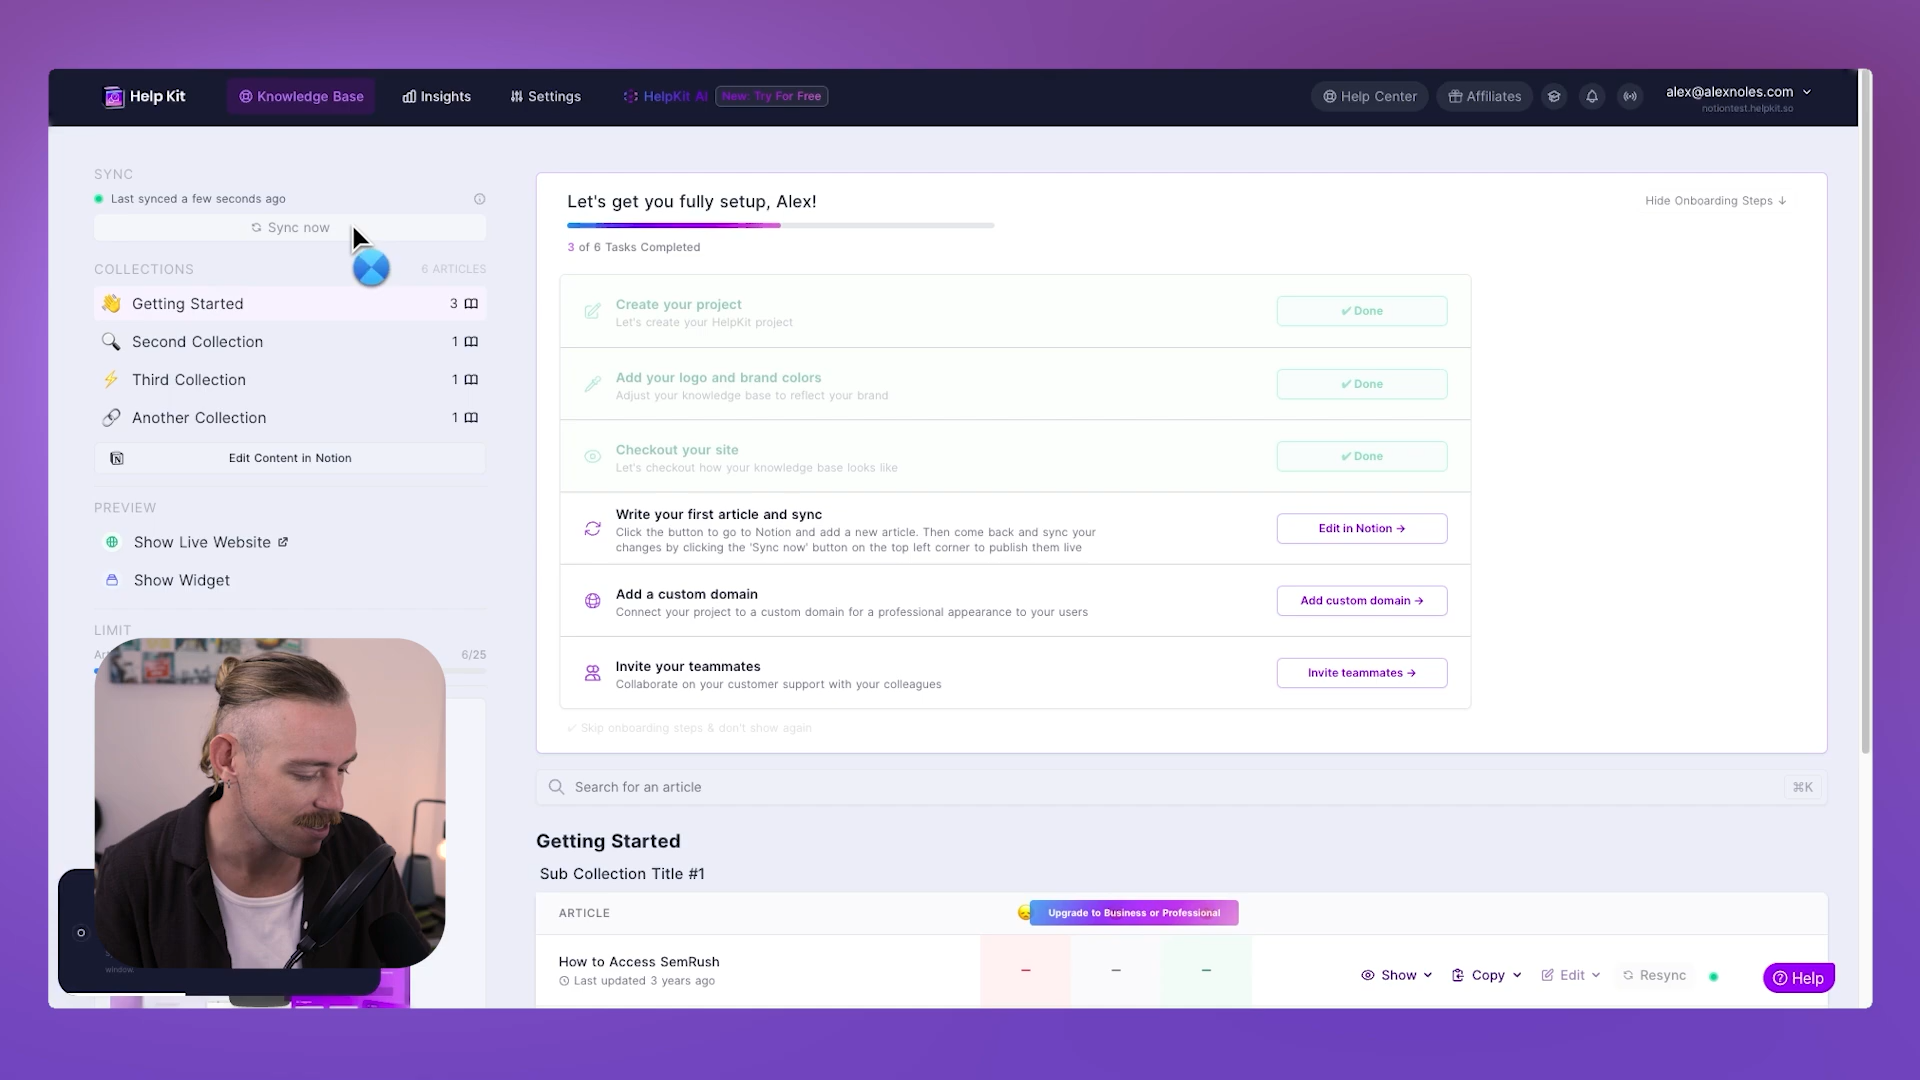 Help Kit
Knowledge Base
Insights
Settings
HelpKit AI
New: Try For Free
Help Center
Affiliates
alex@alexnoles.com
notiontest.helpkit.so
SYNC
Last synced a few seconds ago
Sync now
COLLECTIONS
6 ARTICLES
Getting Started
3
Second Collection
1
Third Collection
1
Another Collection
1
Edit Content in Notion
PREVIEW
Show Live Website
Show Widget
LIMIT
6/25
window.
Let's get you fully setup, Alex!
Hide Onboarding Steps ↓
3 of 6 Tasks Completed
Create your project
Let's create your HelpKit project
✔ Done
Add your logo and brand colors
Adjust your knowledge base to reflect your brand
✔ Done
Checkout your site
Let's checkout how your knowledge base looks like
✔ Done
Write your first article and sync
Click the button to go to Notion and add a new article. Then come back and sync your
changes by clicking the 'Sync now' button on the top left corner to publish them live
Edit in Notion →
Add a custom domain
Connect your project to a custom domain for a professional appearance to your users
Add custom domain →
Invite your teammates
Collaborate on your customer support with your colleagues
Invite teammates →
✓ Skip onboarding steps & don't show again
Search for an article
⌘K
Getting Started
Sub Collection Title #1
ARTICLE
Upgrade to Business or Professional
How to Access SemRush
Last updated 3 years ago
– – –
Show
Copy
Edit
Resync
Help